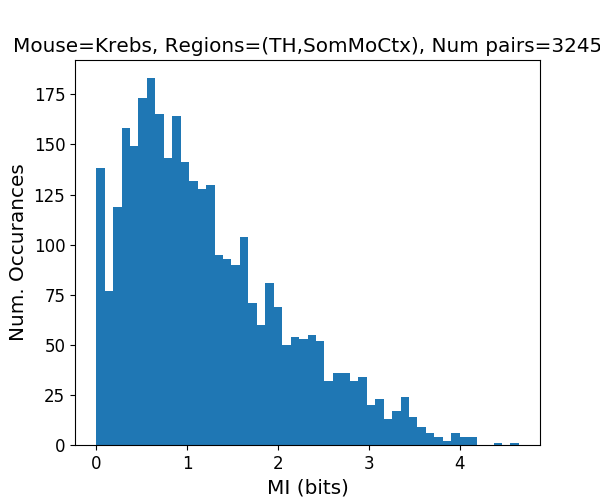 Mouse=Krebs, Regions=(TH,SomMoCtx), Num pairs=3245
175
150
125
100
75
50
25
0
Num. Occurances
0 1 2 3 4
MI (bits)